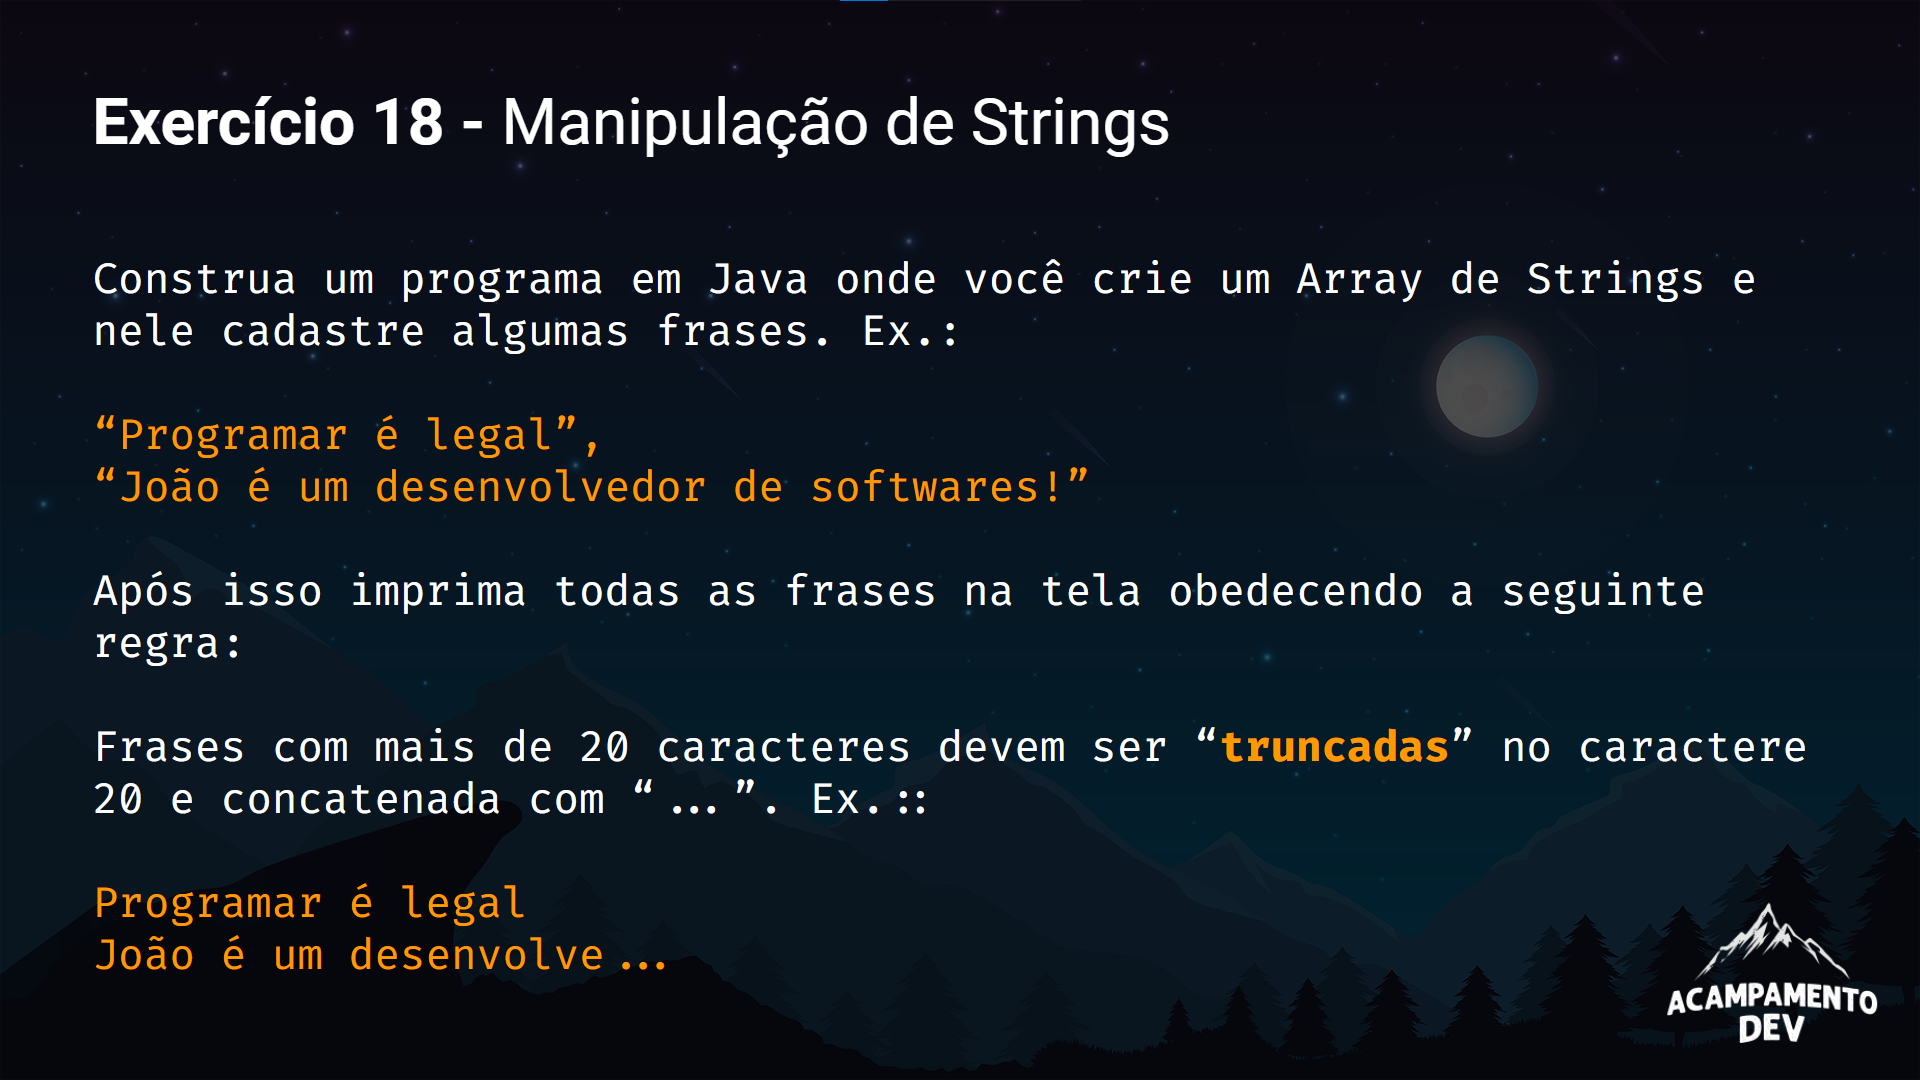 Exercício 18 - Manipulação de Strings
Construa um programa em Java onde você crie um Array de Strings e
nele cadastre algumas frases. Ex.:
“Programar é legal”,
“João é um desenvolvedor de softwares!”
Após isso imprima todas as frases na tela obedecendo a seguinte
regra:
Frases com mais de 20 caracteres devem ser “truncadas” no caractere
20 e concatenada com “...”. Ex.::
Programar é legal
João é um desenvolve...
ACAMPAMENTO
DEV